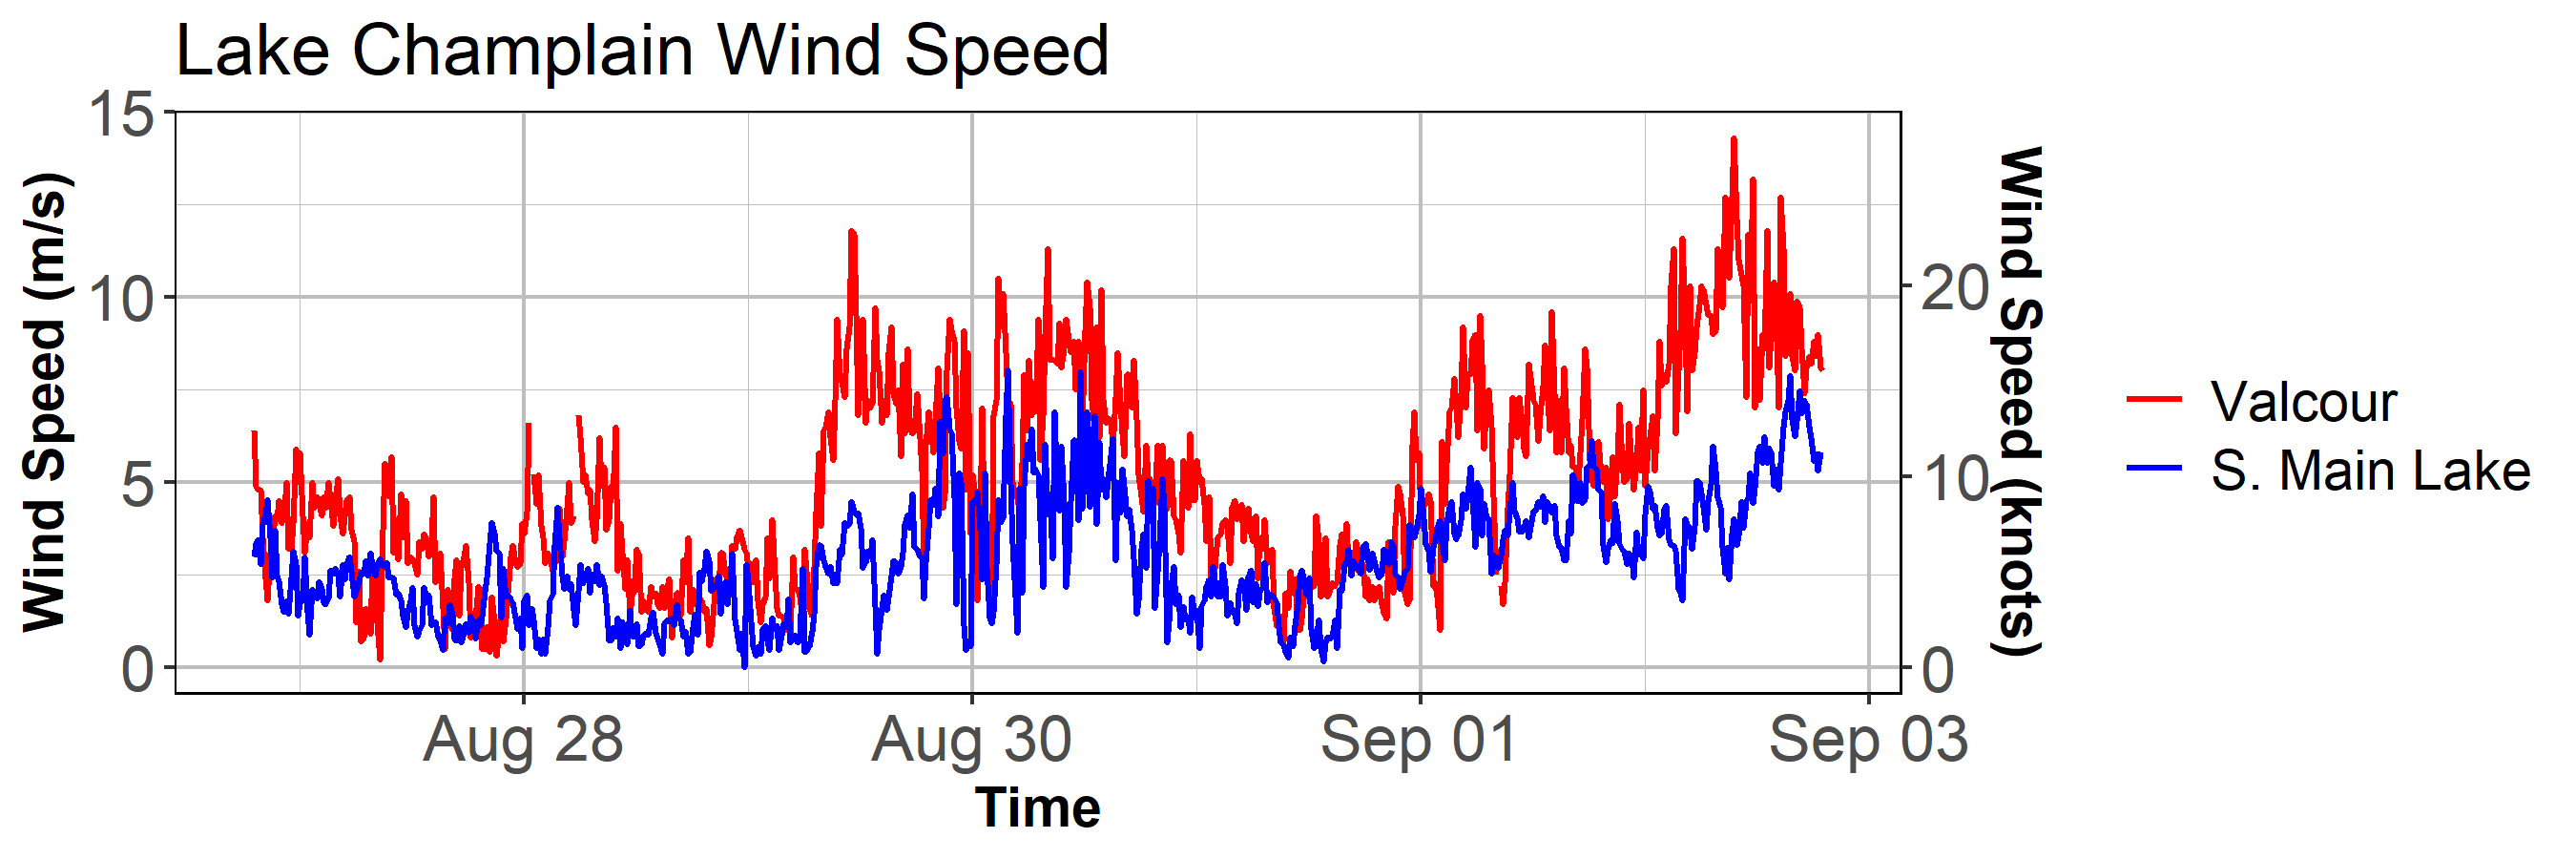 Lake Champlain Wind Speed
Wind Speed (m/s)
15
10
5
0
Wind Speed (knots)
20
10
0
Aug 28
Aug 30
Sep 01
Sep 03
Time
Valcour
S. Main Lake